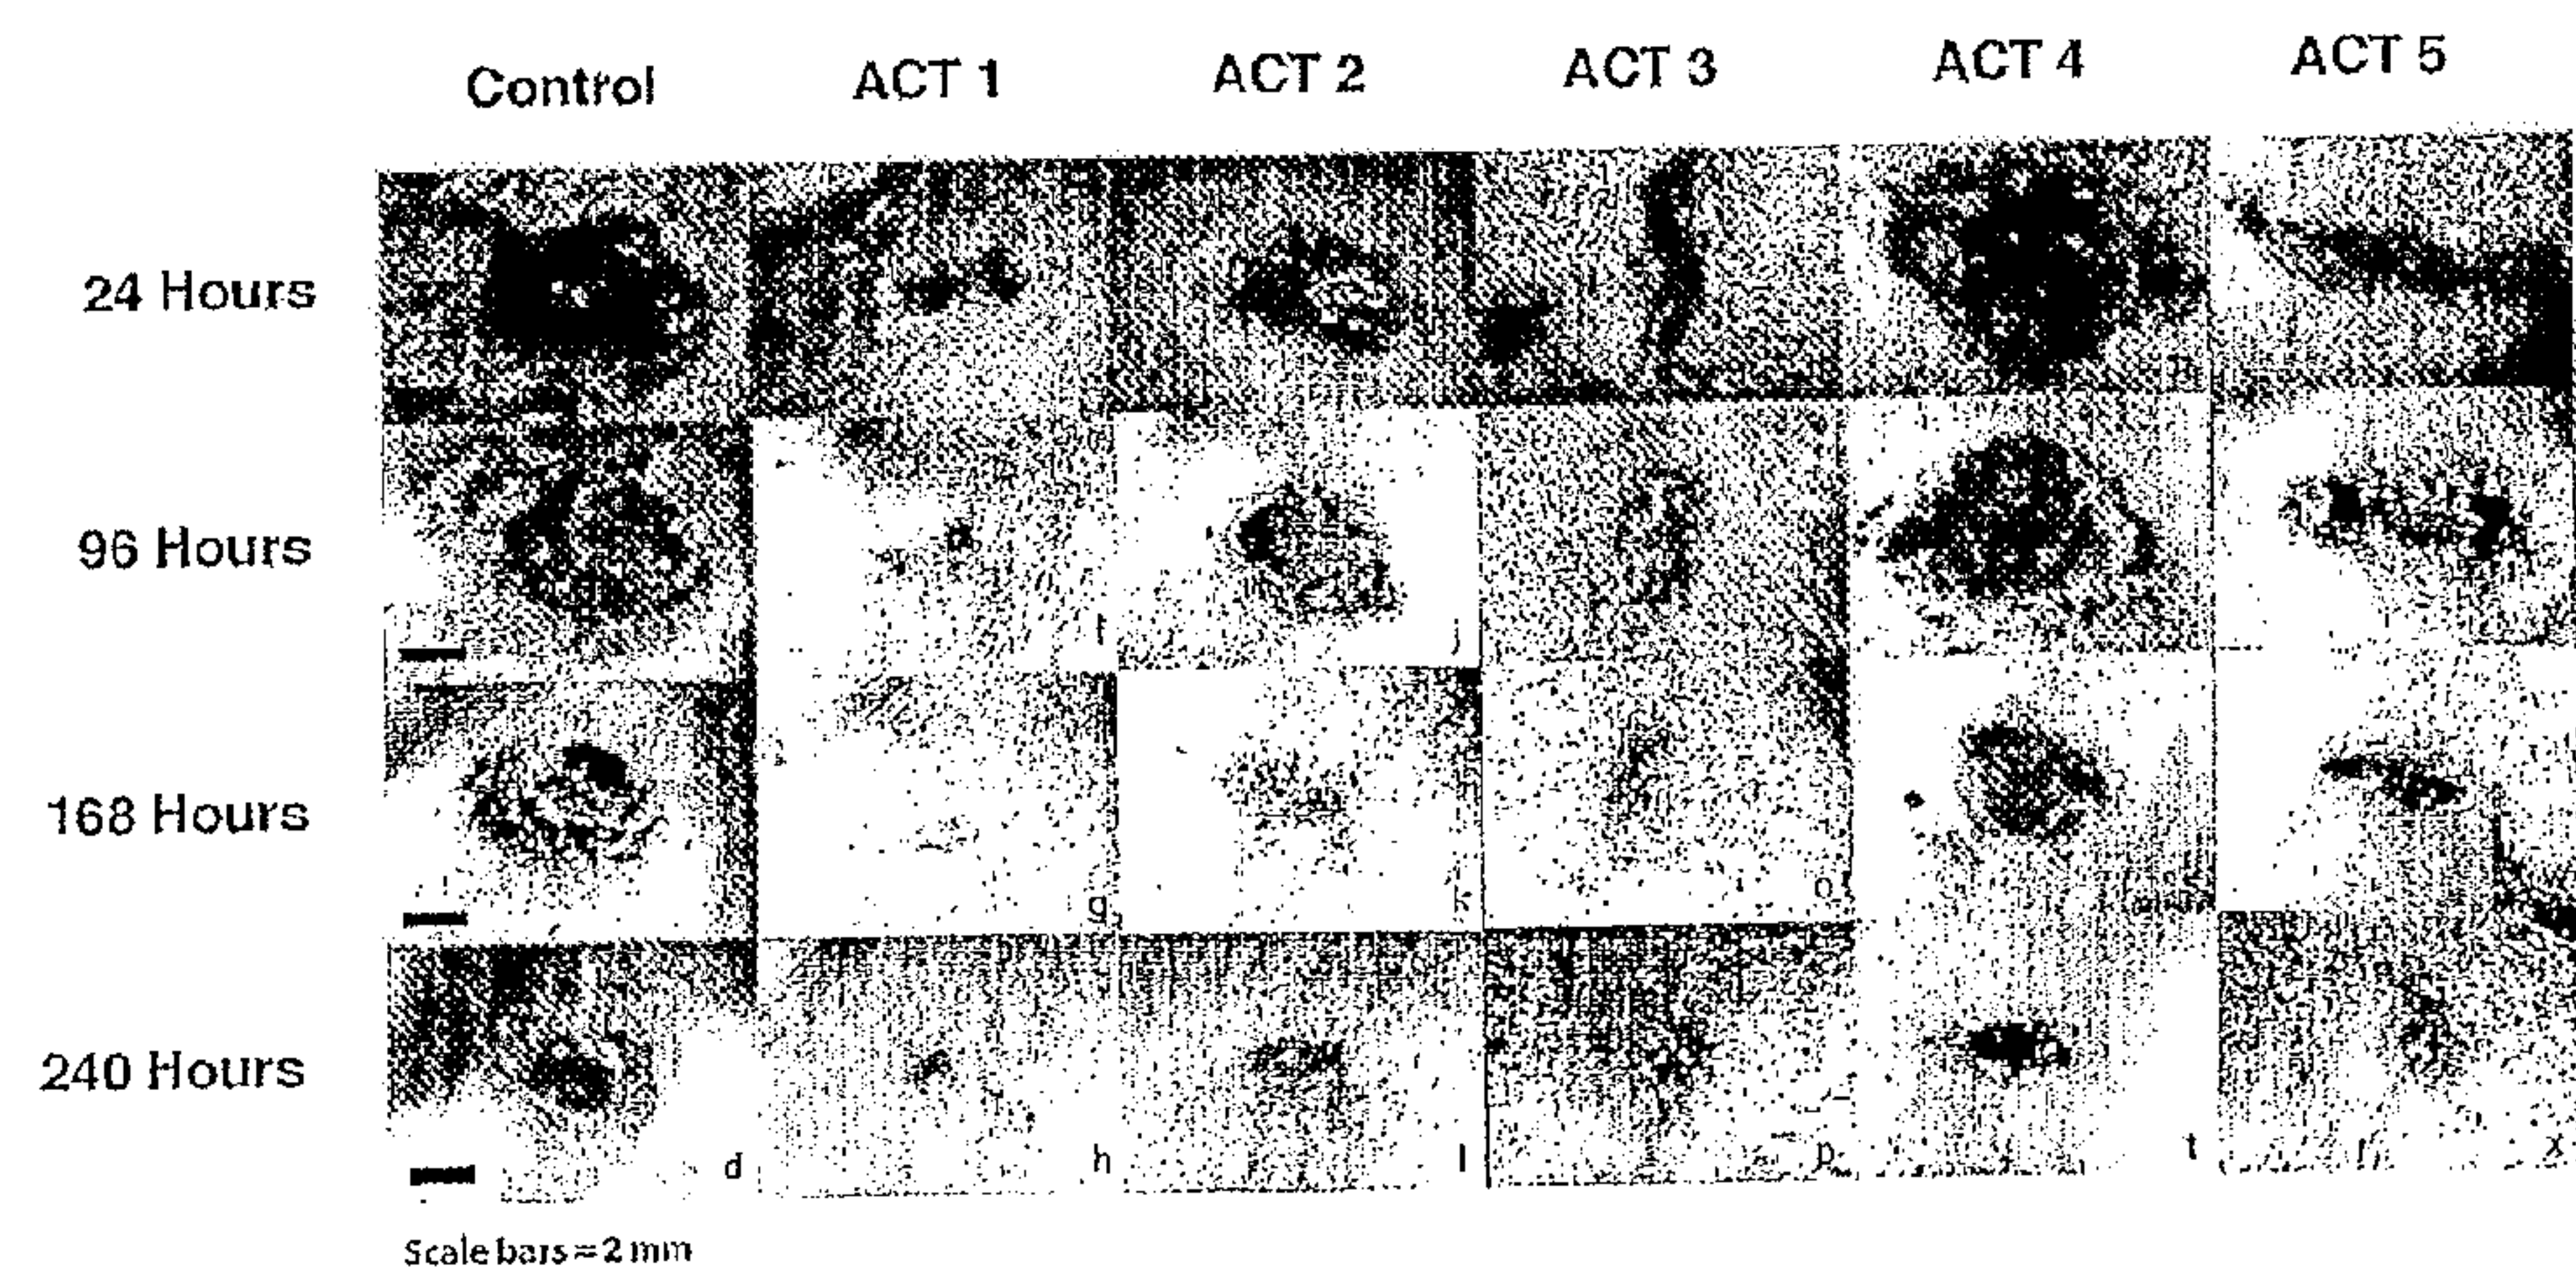 Control ACT 1 ACT 2 ACT 3 ACT 4 ACT 5
24 Hours
96 Hours
f j
168 Hours
g k o
240 Hours
d h l p t x
Scale bars = 2 mm